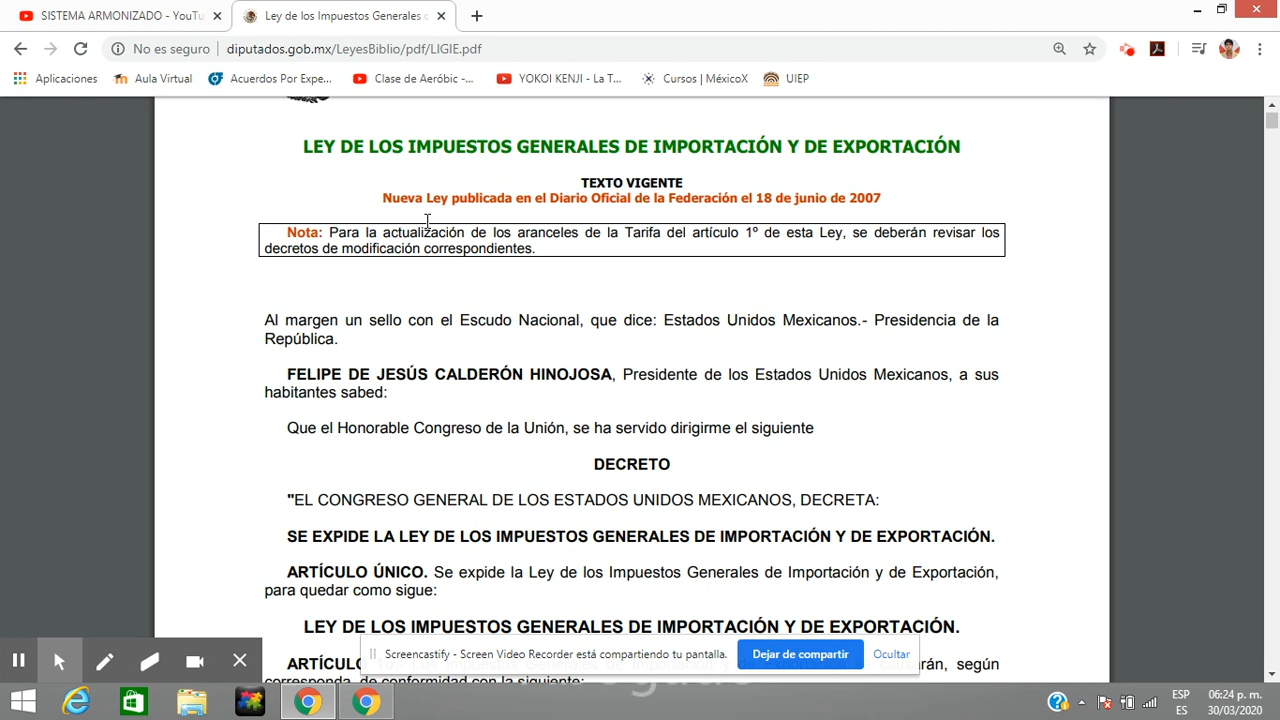 SISTEMA ARMONIZADO - YouTu
Ley de los Impuestos Generales
No es seguro
diputados.gob.mx/LeyesBiblio/pdf/LIGIE.pdf
Aplicaciones
Aula Virtual
Acuerdos Por Expe...
Clase de Aeróbic -...
YOKOI KENJI - La T...
Cursos | MéxicoX
UIEP
LEY DE LOS IMPUESTOS GENERALES DE IMPORTACIÓN Y DE EXPORTACIÓN
TEXTO VIGENTE
Nueva Ley publicada en el Diario Oficial de la Federación el 18 de junio de 2007
Nota: Para la actualización de los aranceles de la Tarifa del artículo 1º de esta Ley, se deberán revisar los
decretos de modificación correspondientes.
Al margen un sello con el Escudo Nacional, que dice: Estados Unidos Mexicanos.- Presidencia de la
República.
FELIPE DE JESÚS CALDERÓN HINOJOSA, Presidente de los Estados Unidos Mexicanos, a sus
habitantes sabed:
Que el Honorable Congreso de la Unión, se ha servido dirigirme el siguiente
DECRETO
"EL CONGRESO GENERAL DE LOS ESTADOS UNIDOS MEXICANOS, DECRETA:
SE EXPIDE LA LEY DE LOS IMPUESTOS GENERALES DE IMPORTACIÓN Y DE EXPORTACIÓN.
ARTÍCULO ÚNICO. Se expide la Ley de los Impuestos Generales de Importación y de Exportación,
para quedar como sigue:
LEY DE LOS IMPUESTOS GENERALES DE IMPORTACIÓN Y DE EXPORTACIÓN.
Screencastify - Screen Video Recorder está compartiendo tu pantalla.
Dejar de compartir
Ocultar
según
ESP
ES
06:24 p. m.
30/03/2020